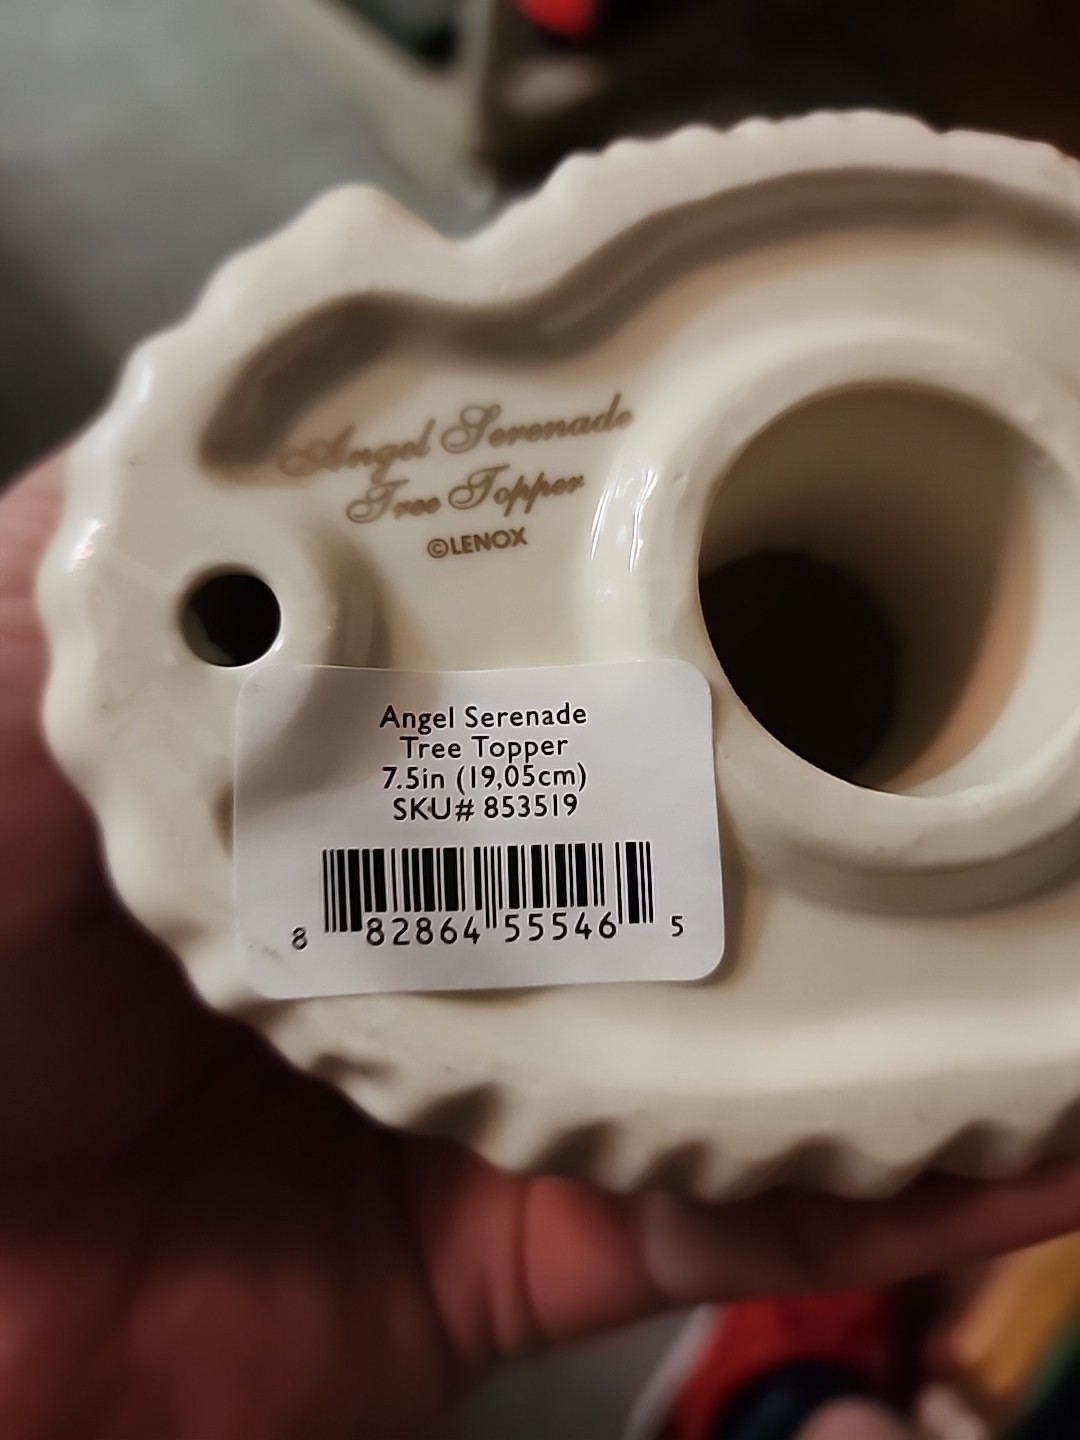 Angel Serenade
Tree Topper
©LENOX
Angel Serenade
Tree Topper
7.5in (19,05cm)
SKU# 853519
8 82864 55546 5